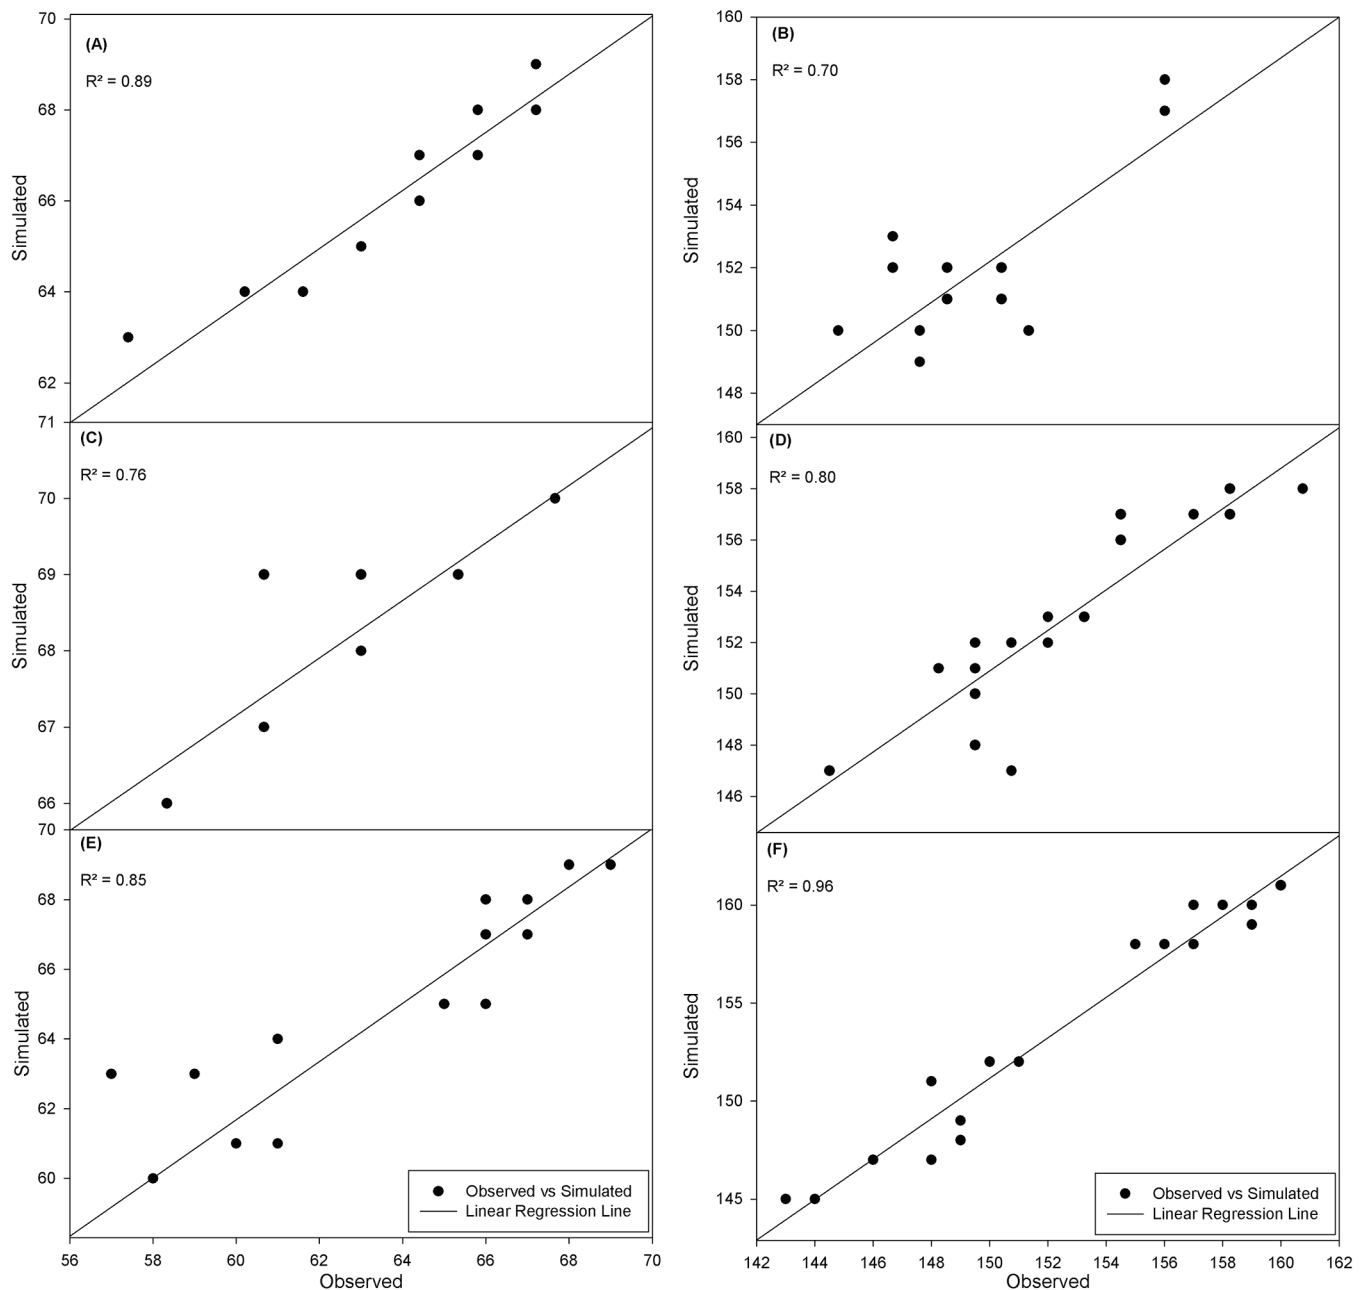 (A)
R² = 0.89
70
68
66
64
62
Simulated
(B)
R² = 0.70
160
158
156
154
152
150
148
Simulated
(C)
R² = 0.76
71
70
69
68
67
66
Simulated
(D)
R² = 0.80
160
158
156
154
152
150
148
146
Simulated
(E)
R² = 0.85
70
68
66
64
62
60
Simulated
Observed vs Simulated
Linear Regression Line
56 58 60 62 64 66 68 70
Observed
(F)
R² = 0.96
160
155
150
145
Simulated
Observed vs Simulated
Linear Regression Line
142 144 146 148 150 152 154 156 158 160 162
Observed